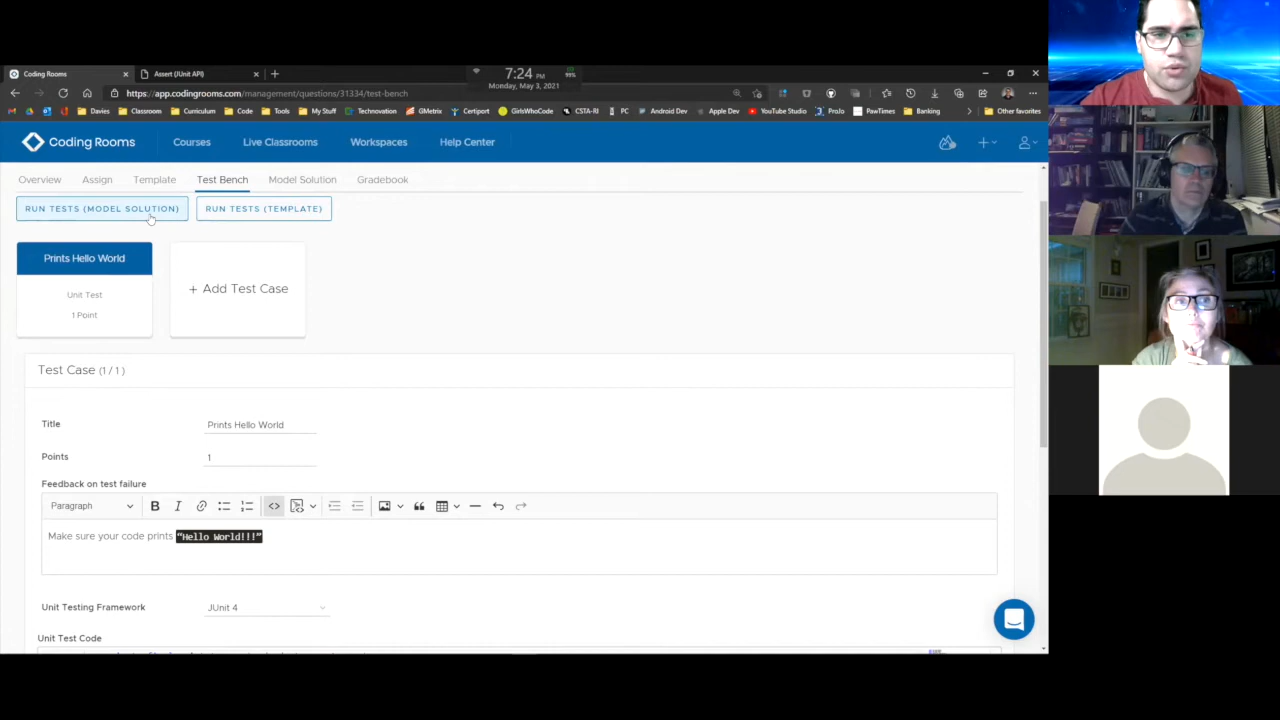 Coding Rooms
Assert (JUnit API)
7:24 PM
99%
Monday, May 3, 2021
https://app.codingrooms.com/management/questions/31334/test-bench
Davies Classroom Curriculum Code Tools My Stuff Technovation GMetrix Certiport GirlsWhoCode CSTA-RI PC Android Dev Apple Dev YouTube Studio ProJo PawTimes Banking Other favorites
Coding Rooms Courses Live Classrooms Workspaces Help Center
Overview Assign Template Test Bench Model Solution Gradebook
RUN TESTS (MODEL SOLUTION) RUN TESTS (TEMPLATE)
Prints Hello World
Unit Test
1 Point
+ Add Test Case
Test Case (1 / 1)
Title Prints Hello World
Points 1
Feedback on test failure
Paragraph
Make sure your code prints "Hello World!!!"
Unit Testing Framework JUnit 4
Unit Test Code